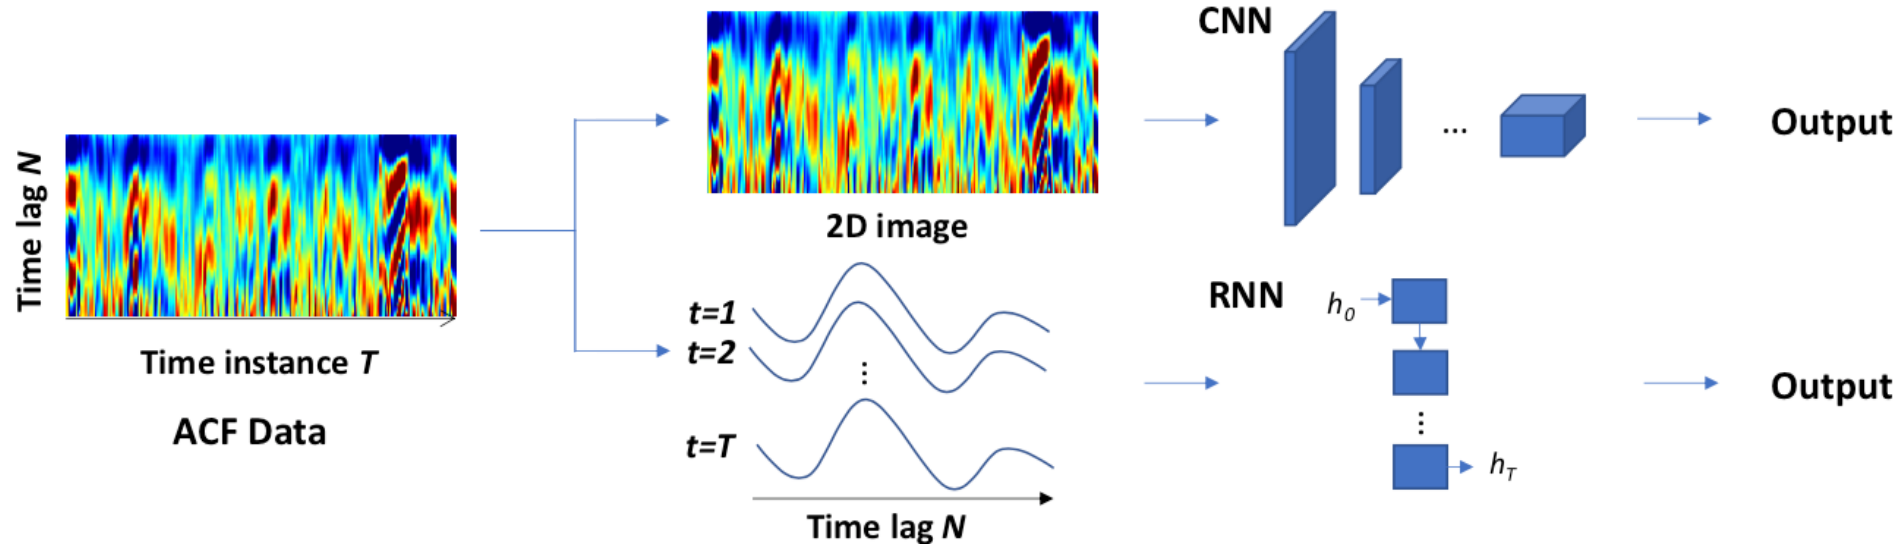 Time lag N
Time instance T
ACF Data
2D image
t=1
t=2
⋮
t=T
Time lag N
CNN
...
Output
RNN
h0
⋮
hT
Output